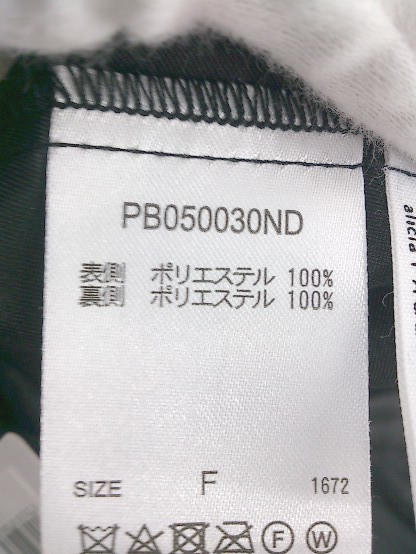 PB050030ND
表側 ポリエステル 100%
裏側 ポリエステル 100%
SIZE F 1672
F W
alicia